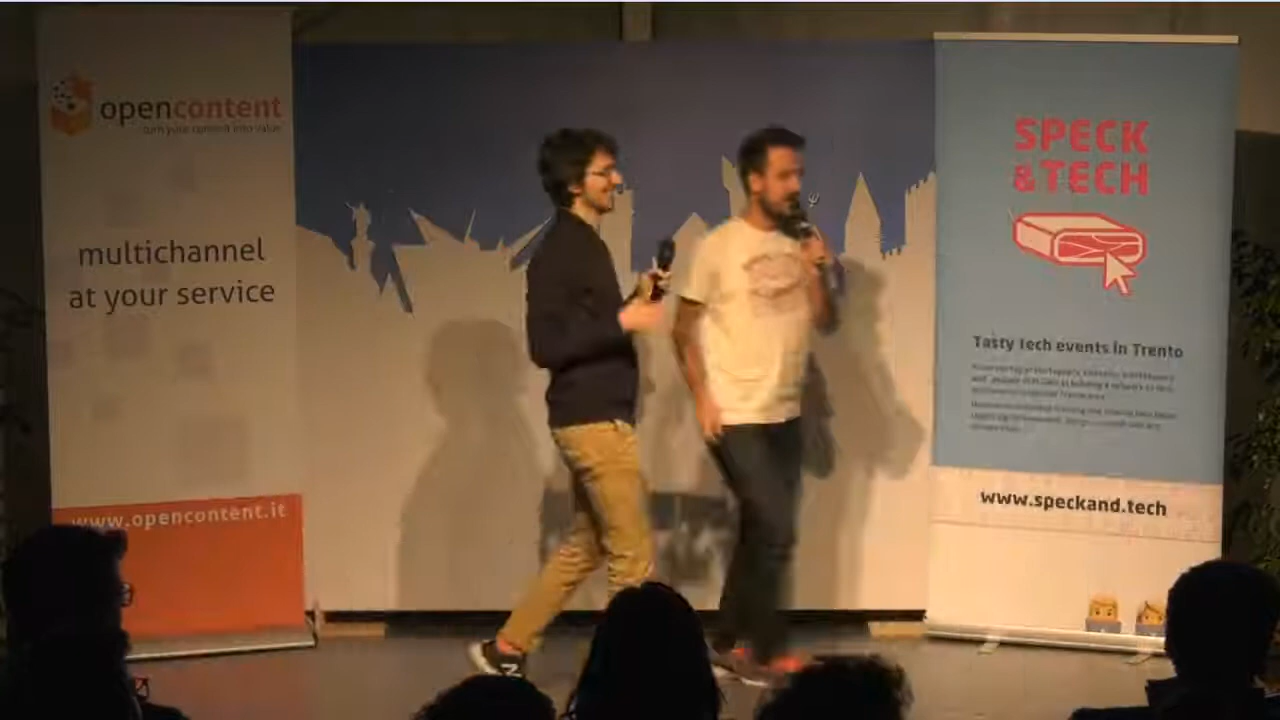 opencontent
turn your content into value
multichannel
at your service
www.opencontent.it
SPECK
&TECH
Tasty tech events in Trento
www.speckand.tech
N